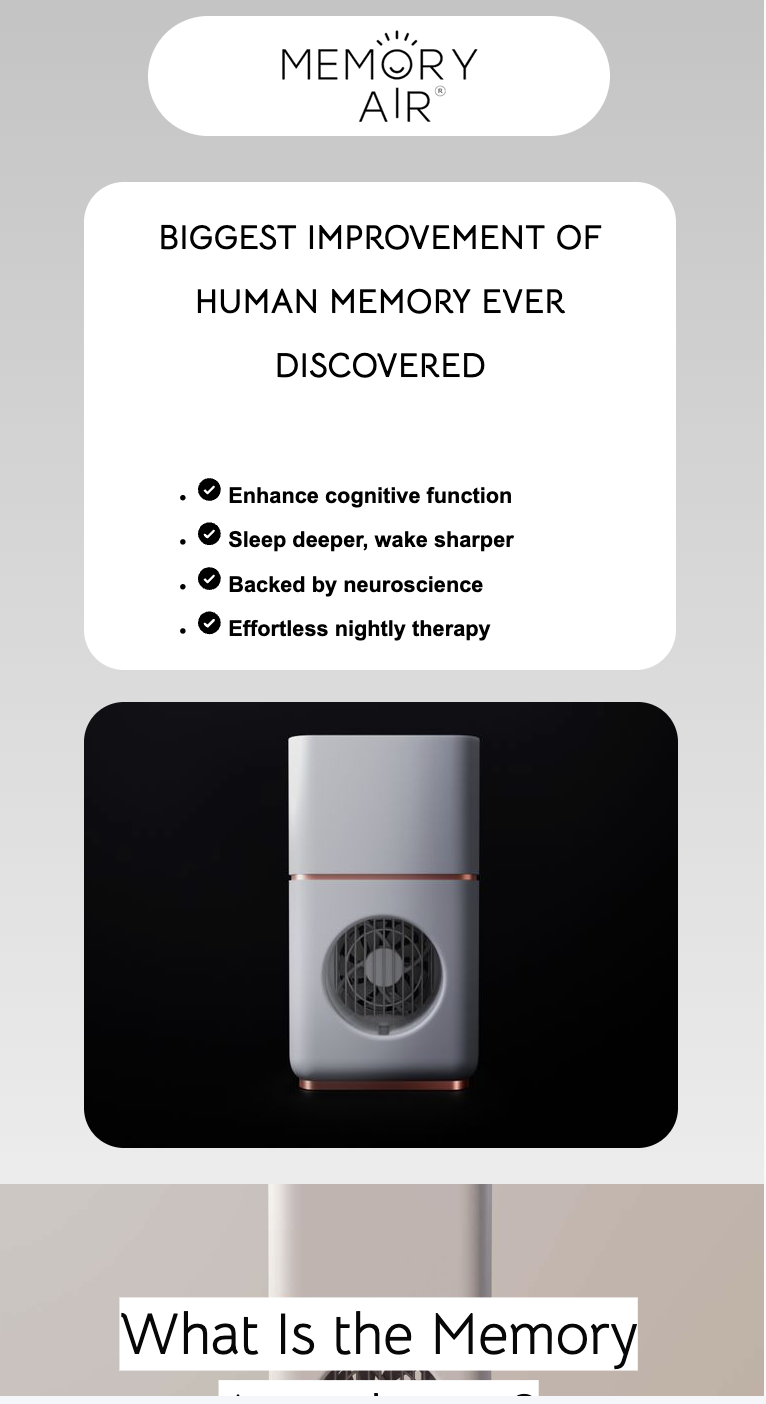 MEMORY
AIR®
BIGGEST IMPROVEMENT OF
HUMAN MEMORY EVER
DISCOVERED
Enhance cognitive function
Sleep deeper, wake sharper
Backed by neuroscience
Effortless nightly therapy
What Is the Memory